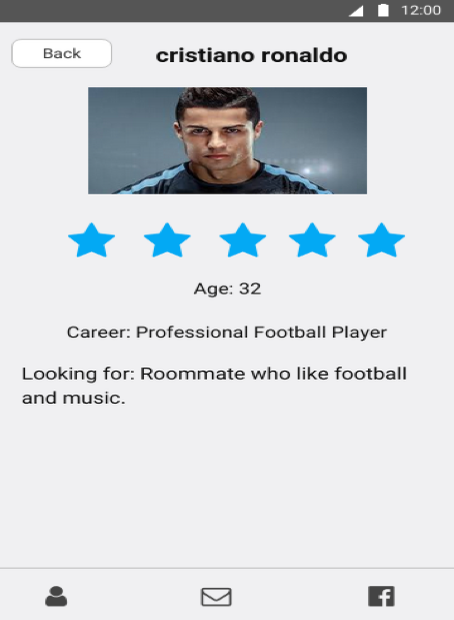 12:00
Back
cristiano ronaldo
Age: 32
Career: Professional Football Player
Looking for: Roommate who like football
and music.